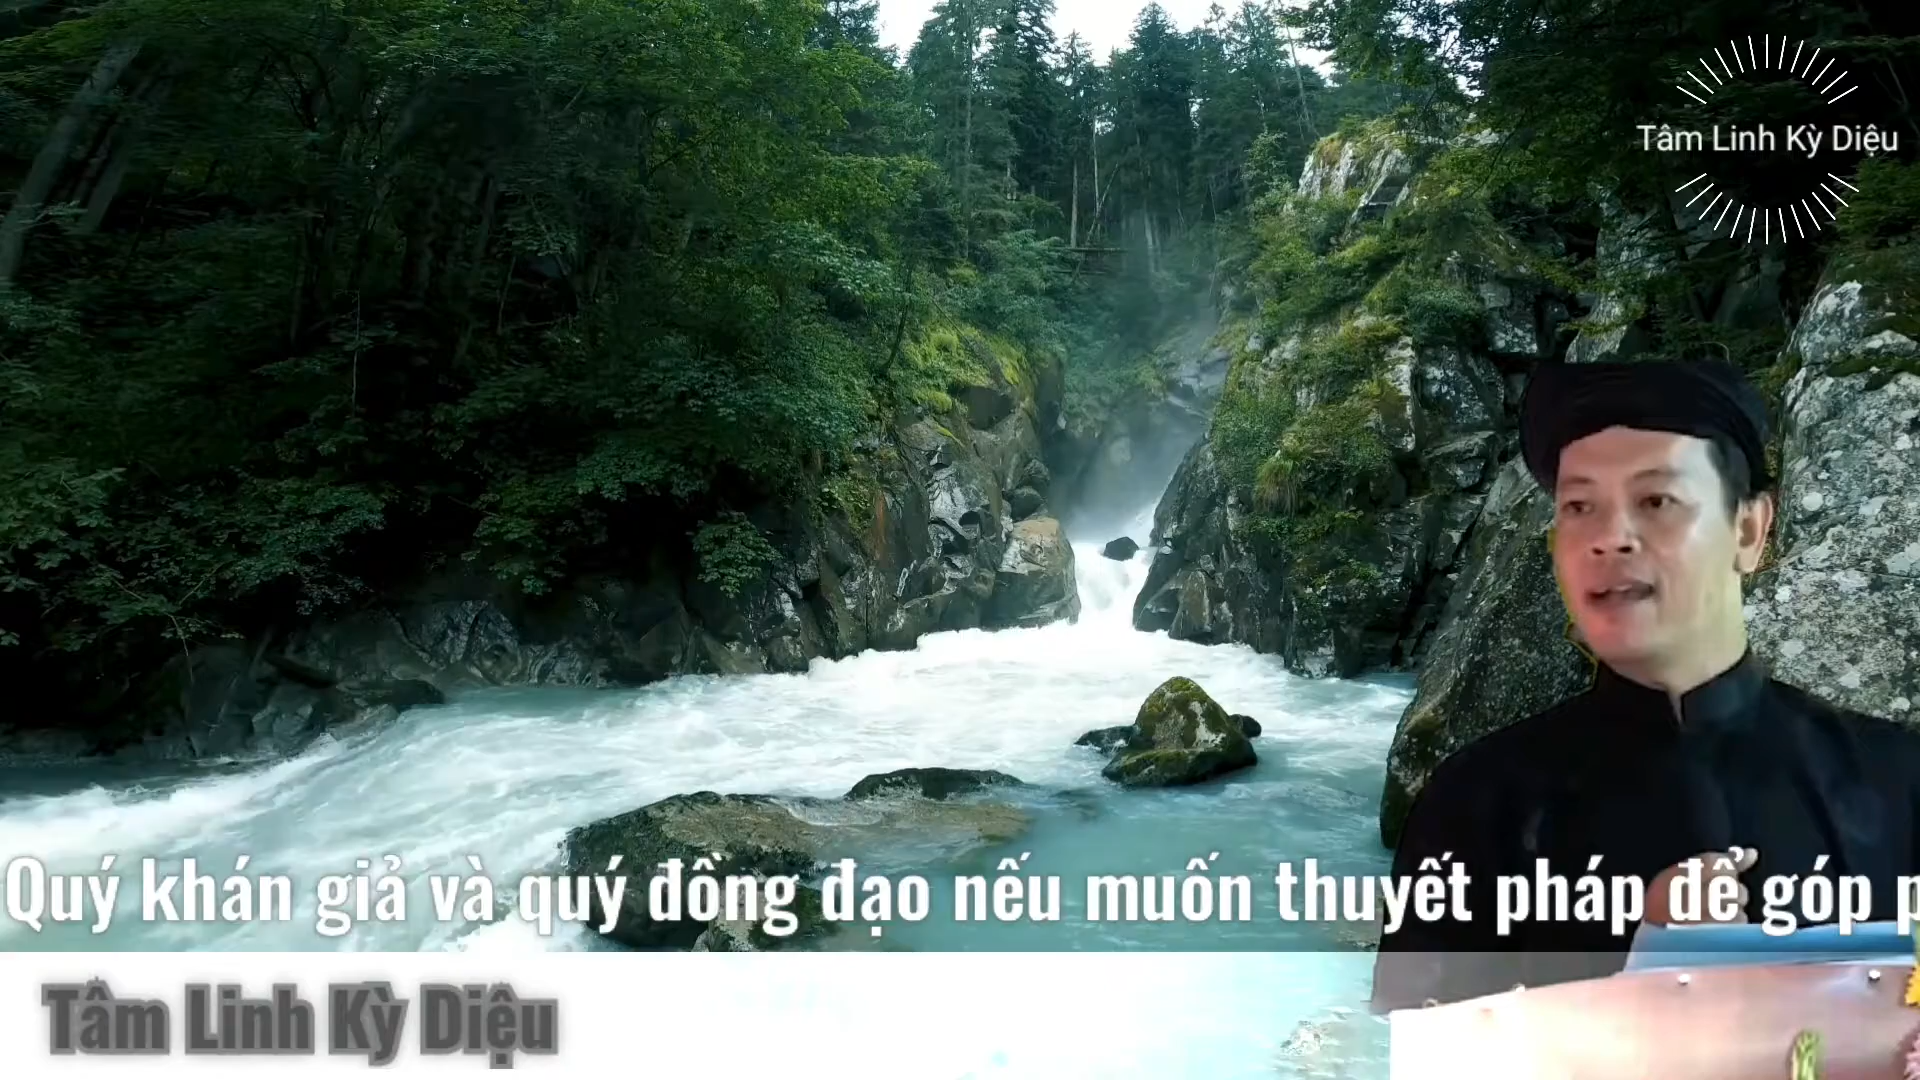 Tâm Linh Kỳ Diệu
Quý khán giả và quý đồng đạo nếu muốn thuyết pháp để góp
Tâm Linh Kỳ Diệu